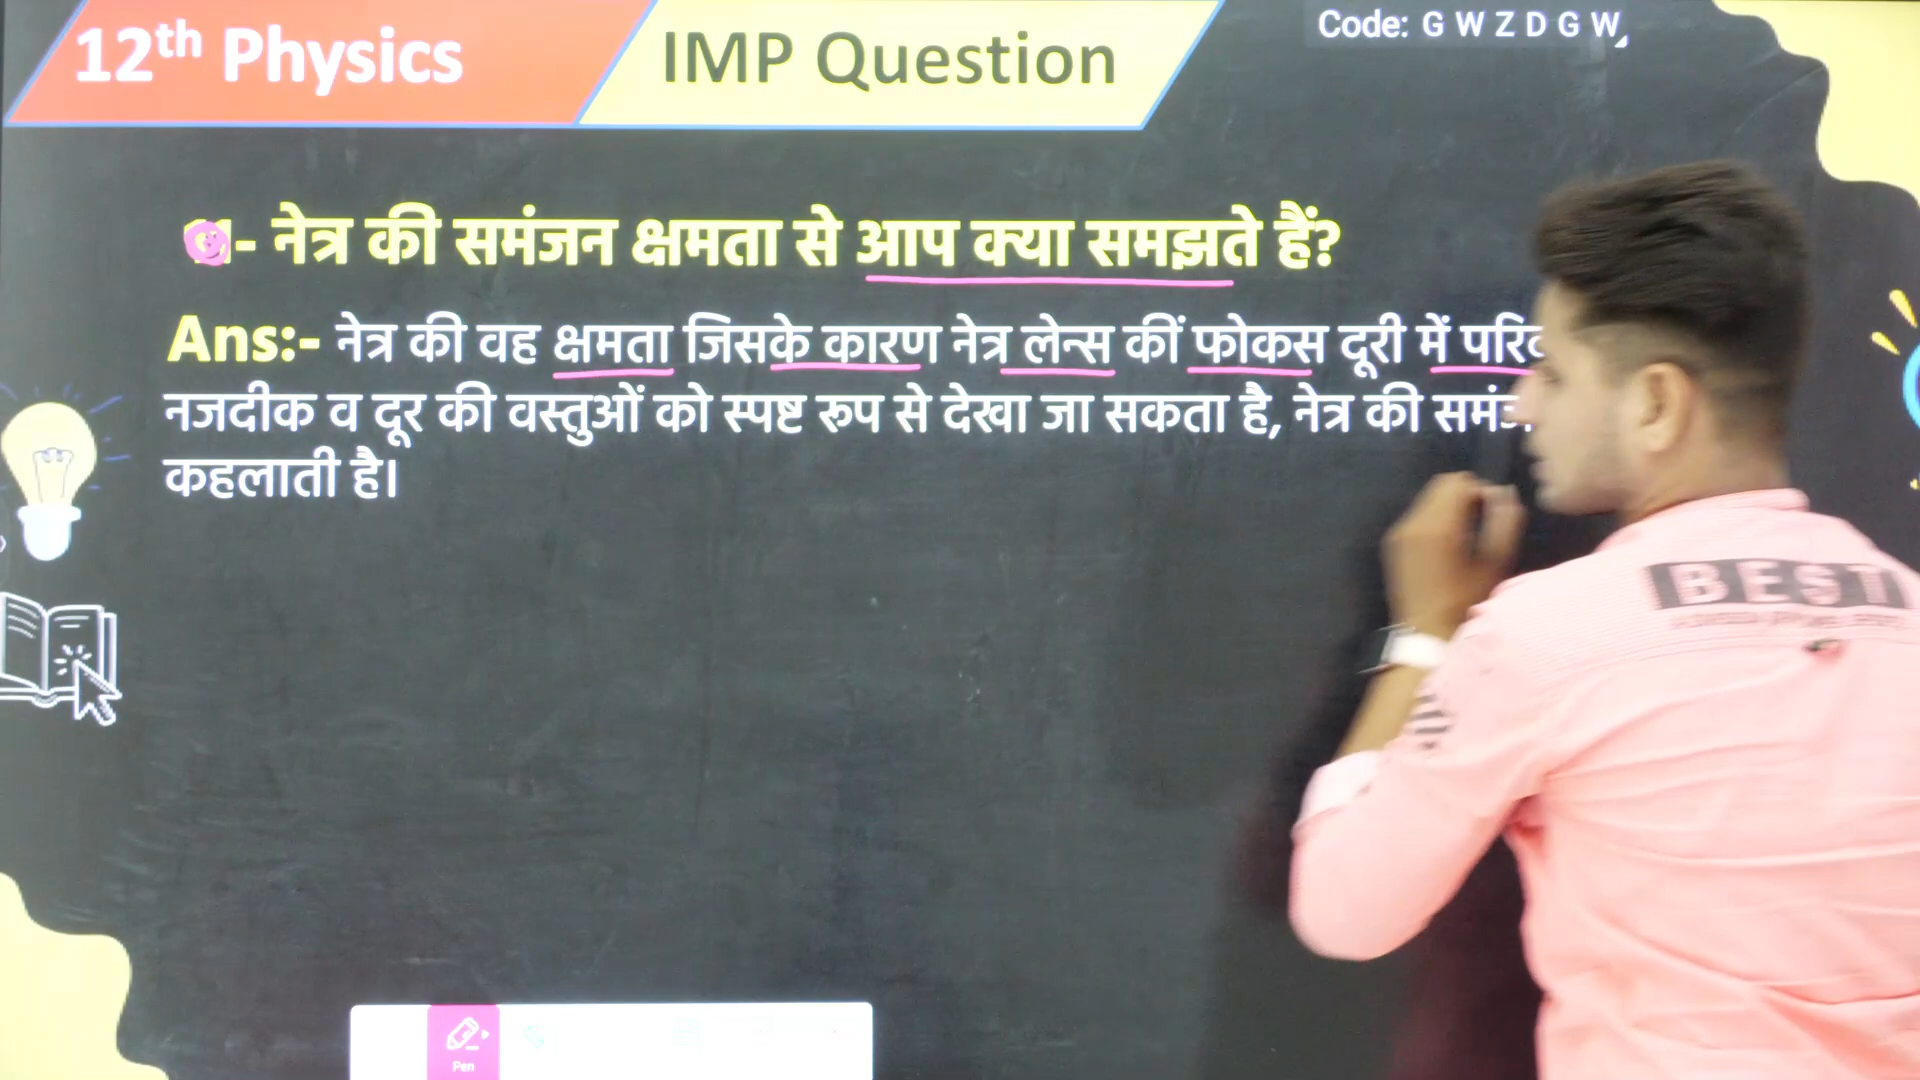 12th Physics
IMP Question
Code: G W Z D G W
- नेत्र की समंजन क्षमता से आप क्या समझते हैं?
Ans:- नेत्र की वह क्षमता जिसके कारण नेत्र लेन्स कीं फोकस दूरी में
नजदीक व दूर की वस्तुओं को स्पष्ट रूप से देखा जा सकता है, नेत्र की
कहलाती है।
BEST
Pen